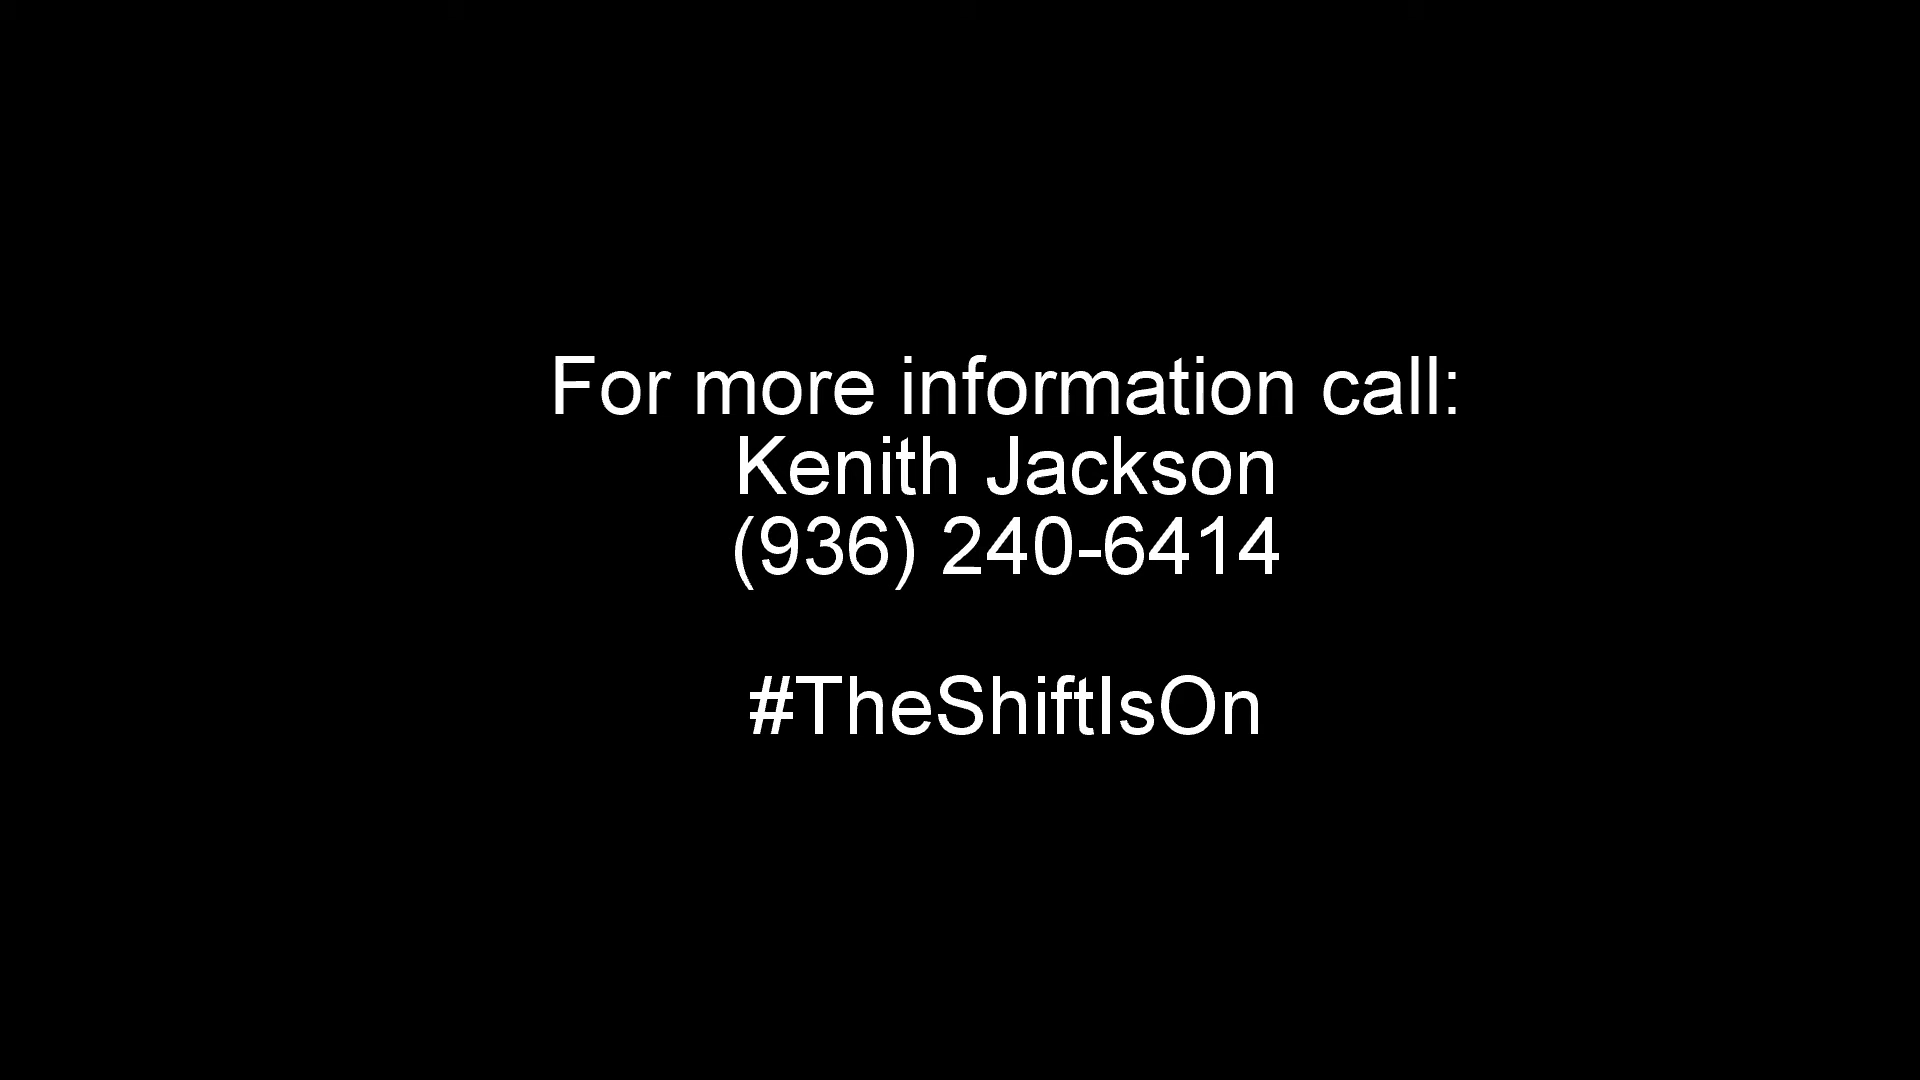 For more information call:
Kenith Jackson
(936) 240-6414
#TheShiftIsOn